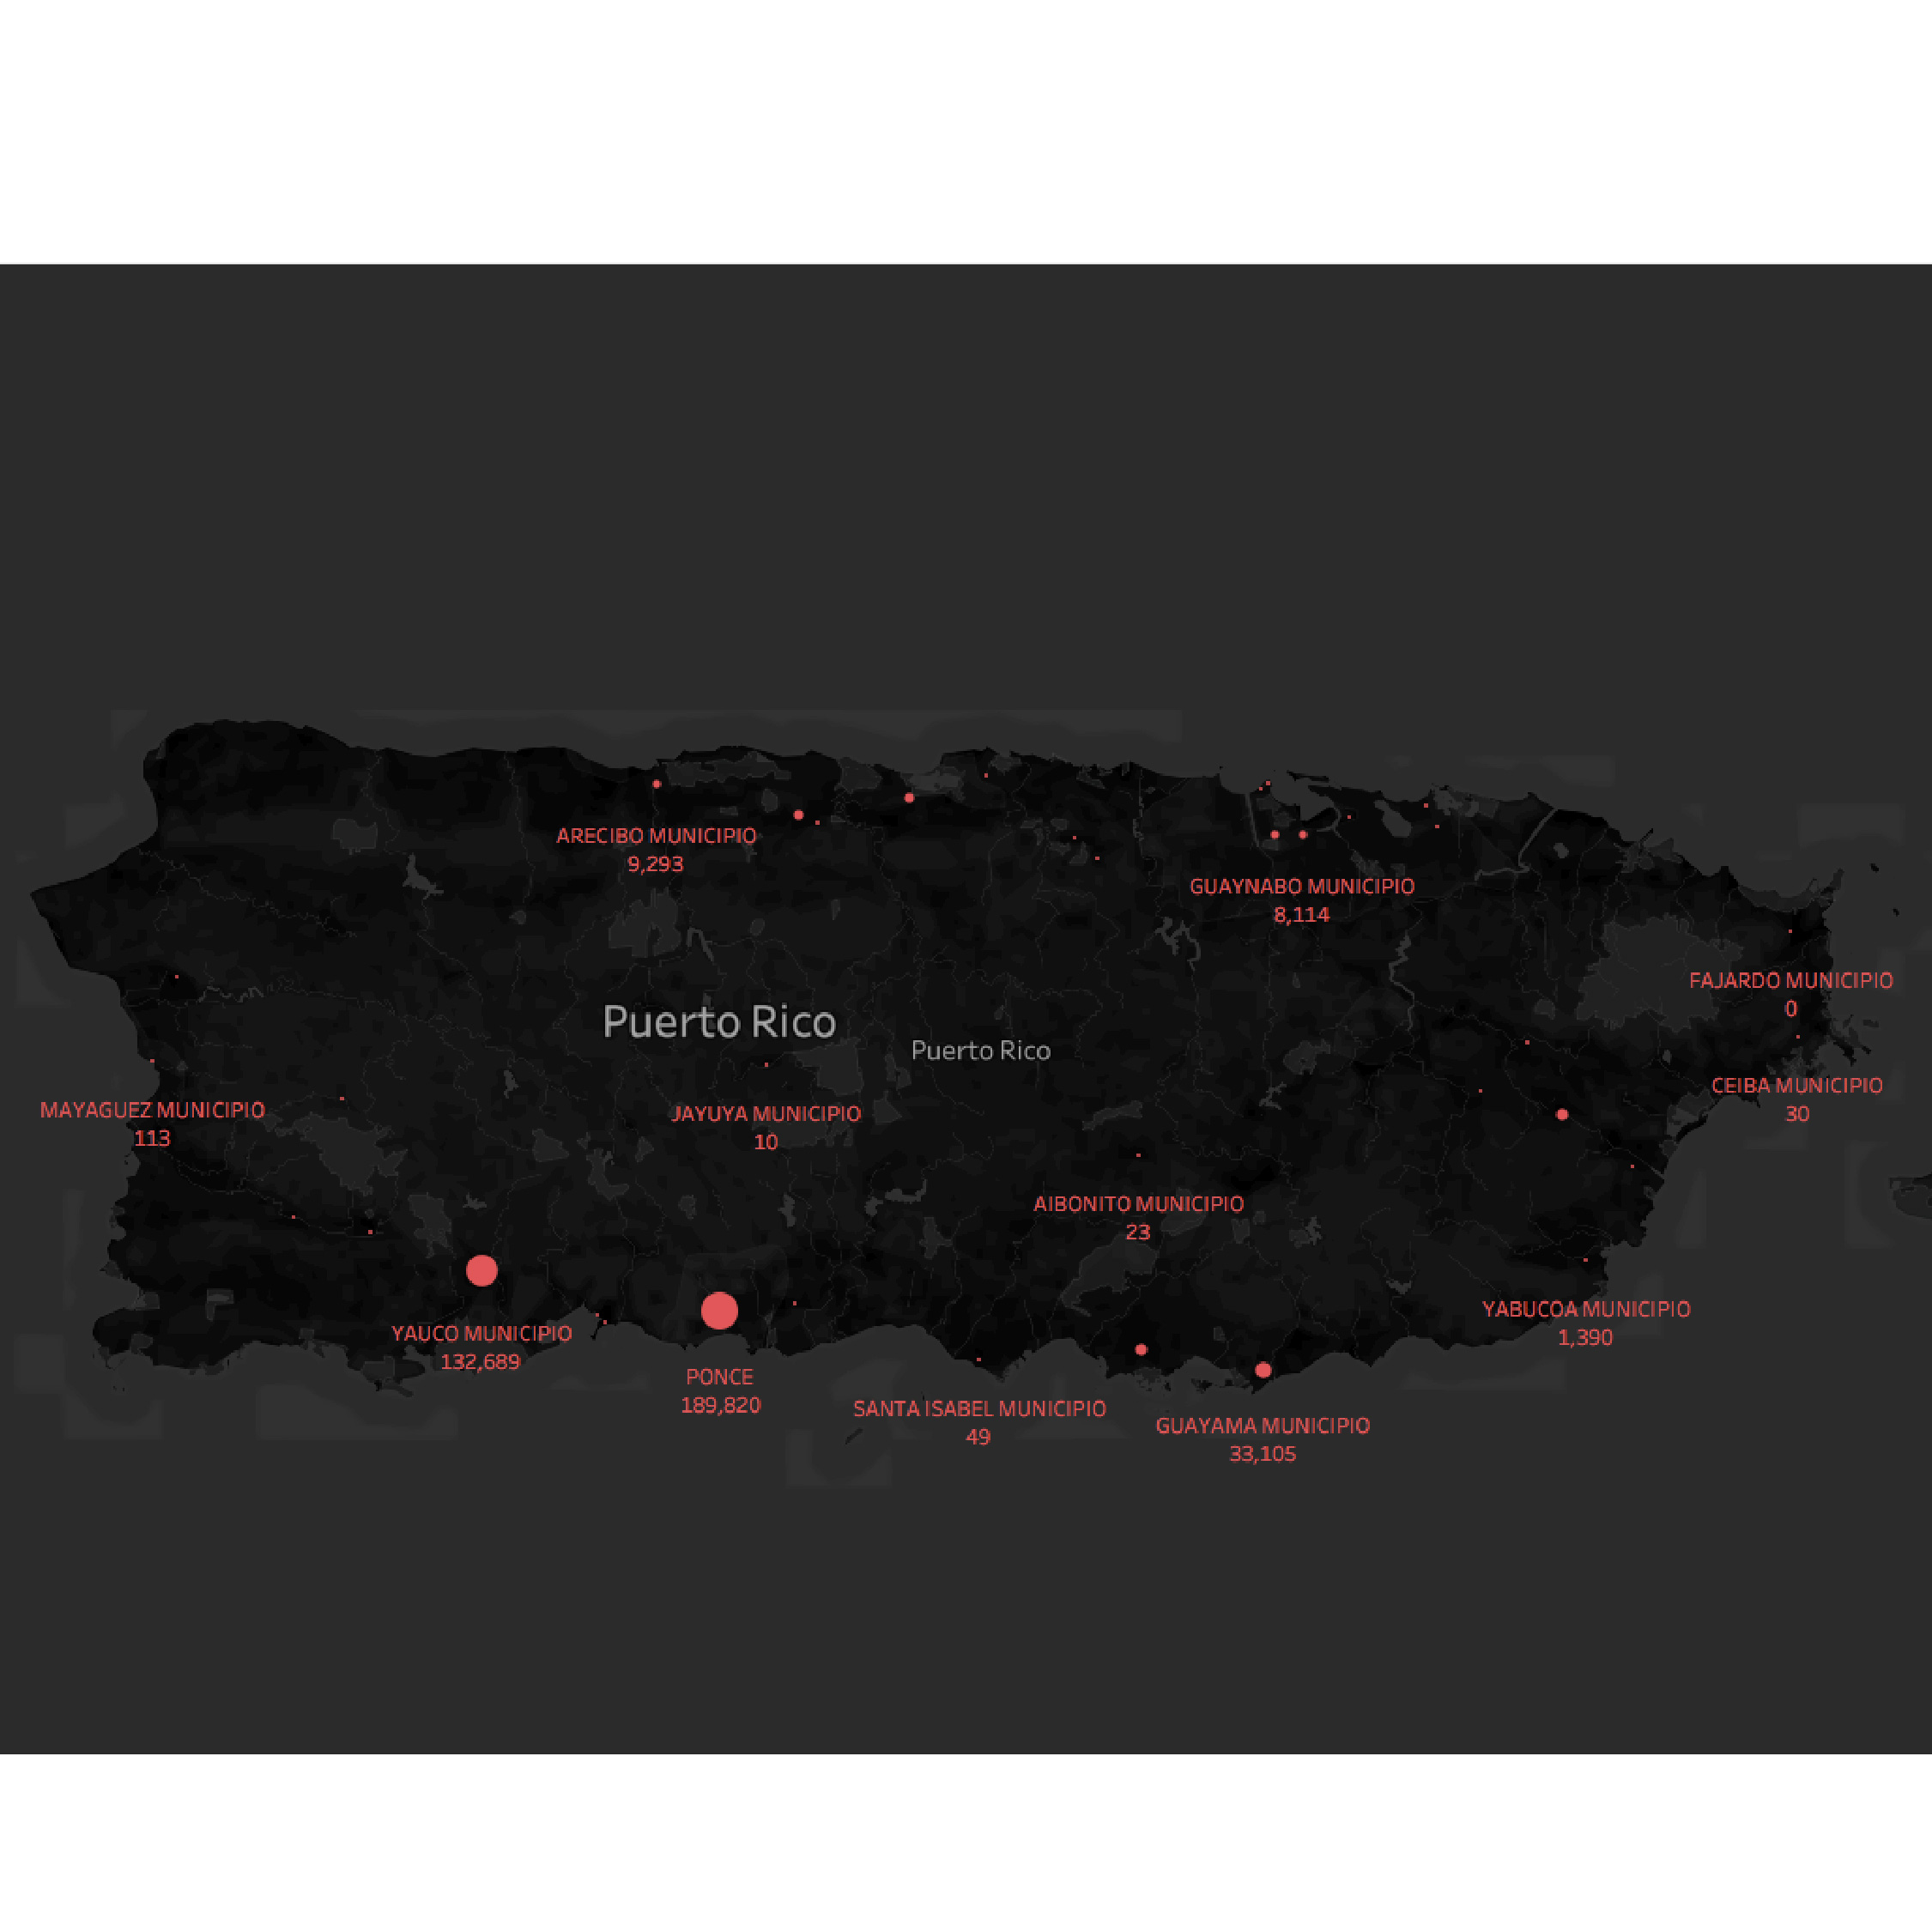 ARECIBO MUNICIPIO
9,293
GUAYNABO MUNICIPIO
8,114
FAJARDO MUNICIPIO
0
Puerto Rico
Puerto Rico
CEIBA MUNICIPIO
30
MAYAGUEZ MUNICIPIO
113
JAYUYA MUNICIPIO
10
AIBONITO MUNICIPIO
23
YABUCOA MUNICIPIO
1,390
YAUCO MUNICIPIO
132,689
PONCE
189,820
SANTA ISABEL MUNICIPIO
49
GUAYAMA MUNICIPIO
33,105